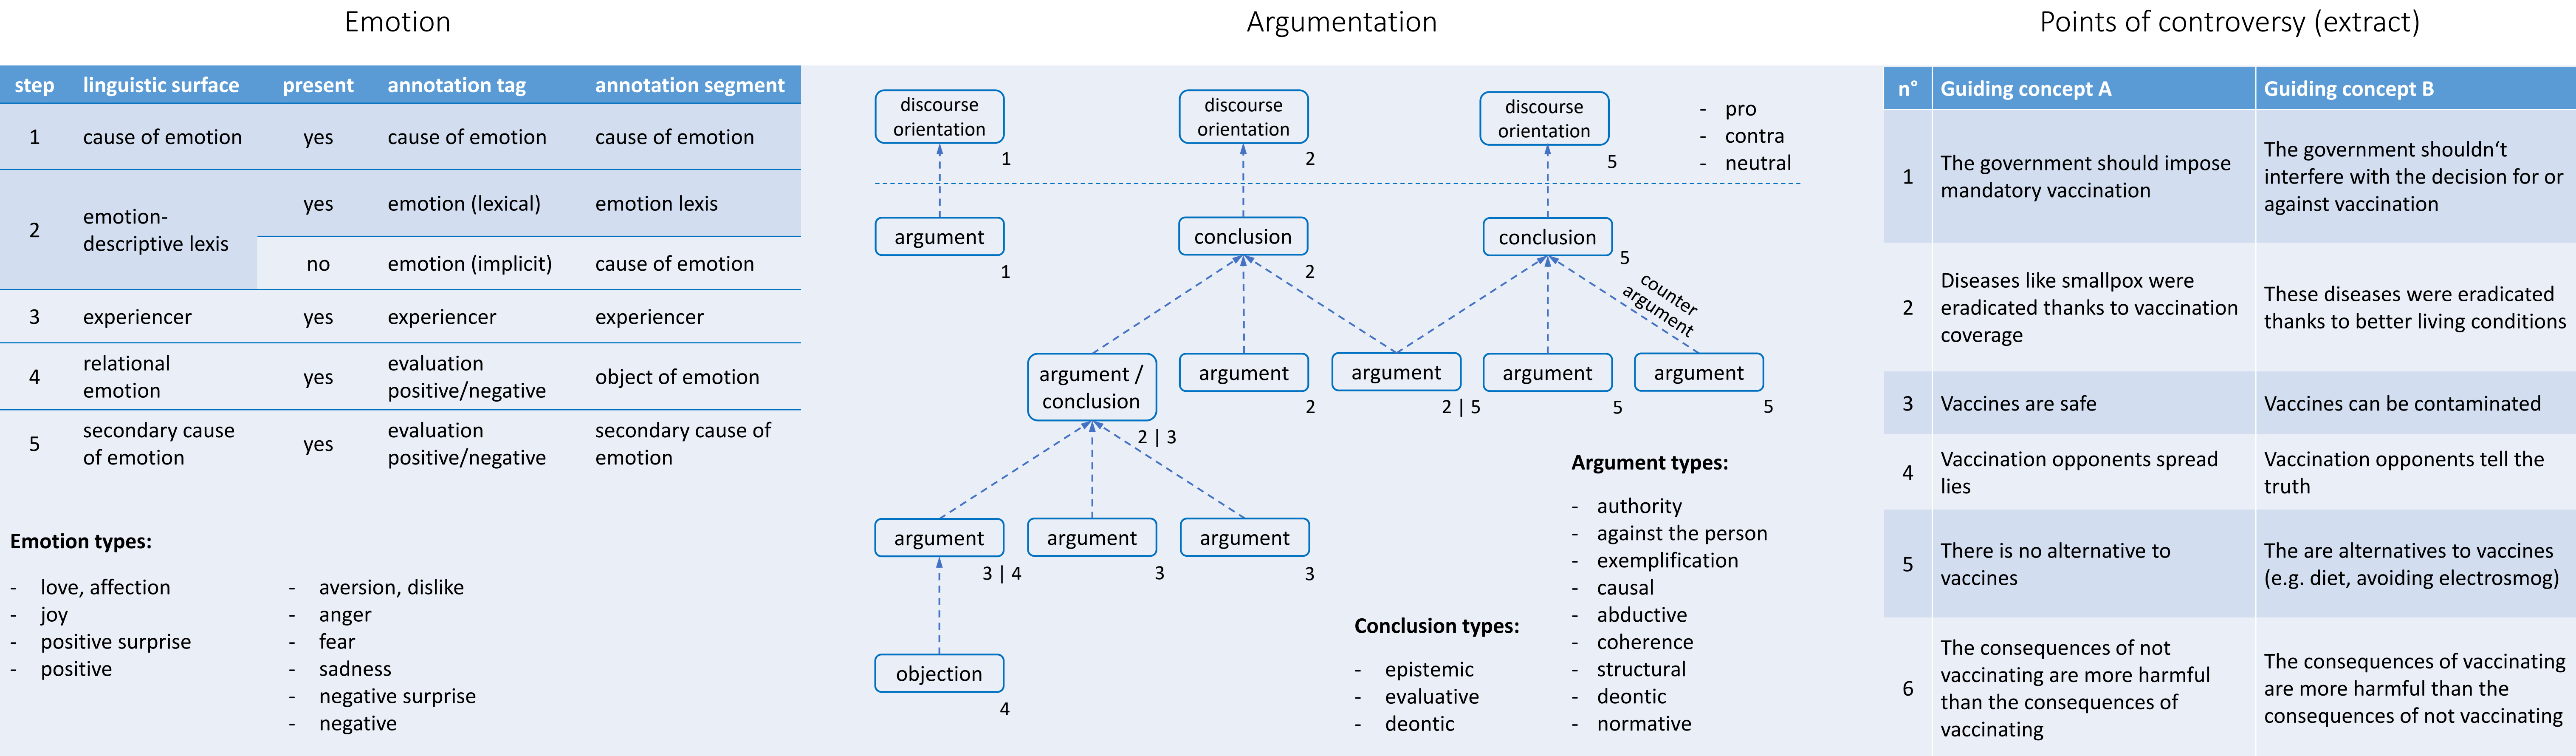 Emotion
step linguistic surface present annotation tag annotation segment
1 cause of emotion yes cause of emotion cause of emotion
2 emotion-
descriptive lexis
yes emotion (lexical) emotion lexis
no emotion (implicit) cause of emotion
3 experiencer yes experiencer experiencer
4 relational
emotion
yes
evaluation
positive/negative
object of emotion
5 secondary cause
of emotion
yes
evaluation
positive/negative
secondary cause of
emotion
Emotion types:
- love, affection
- joy
- positive surprise
- positive
- aversion, dislike
- anger
- fear
- sadness
- negative surprise
- negative
Argumentation
discourse
orientation
1
discourse
orientation
2
discourse
orientation
5
- pro
- contra
- neutral
argument
1
conclusion
2
conclusion
5
counter
argument
argument /
conclusion
2 | 3
argument
2
argument
2 | 5
argument
5
argument
5
argument
3 | 4
argument
3
argument
3
objection
4
Conclusion types:
- epistemic
- evaluative
- deontic
Argument types:
- authority
- against the person
- exemplification
- causal
- abductive
- coherence
- structural
- deontic
- normative
Points of controversy (extract)
n° Guiding concept A Guiding concept B
1
The government should impose
mandatory vaccination
The government shouldn‘t
interfere with the decision for or
against vaccination
2
Diseases like smallpox were
eradicated thanks to vaccination
coverage
These diseases were eradicated
thanks to better living conditions
3 Vaccines are safe Vaccines can be contaminated
4
Vaccination opponents spread
lies
Vaccination opponents tell the
truth
5
There is no alternative to
vaccines
The are alternatives to vaccines
(e.g. diet, avoiding electrosmog)
6
The consequences of not
vaccinating are more harmful
than the consequences of
vaccinating
The consequences of vaccinating
are more harmful than the
consequences of not vaccinating